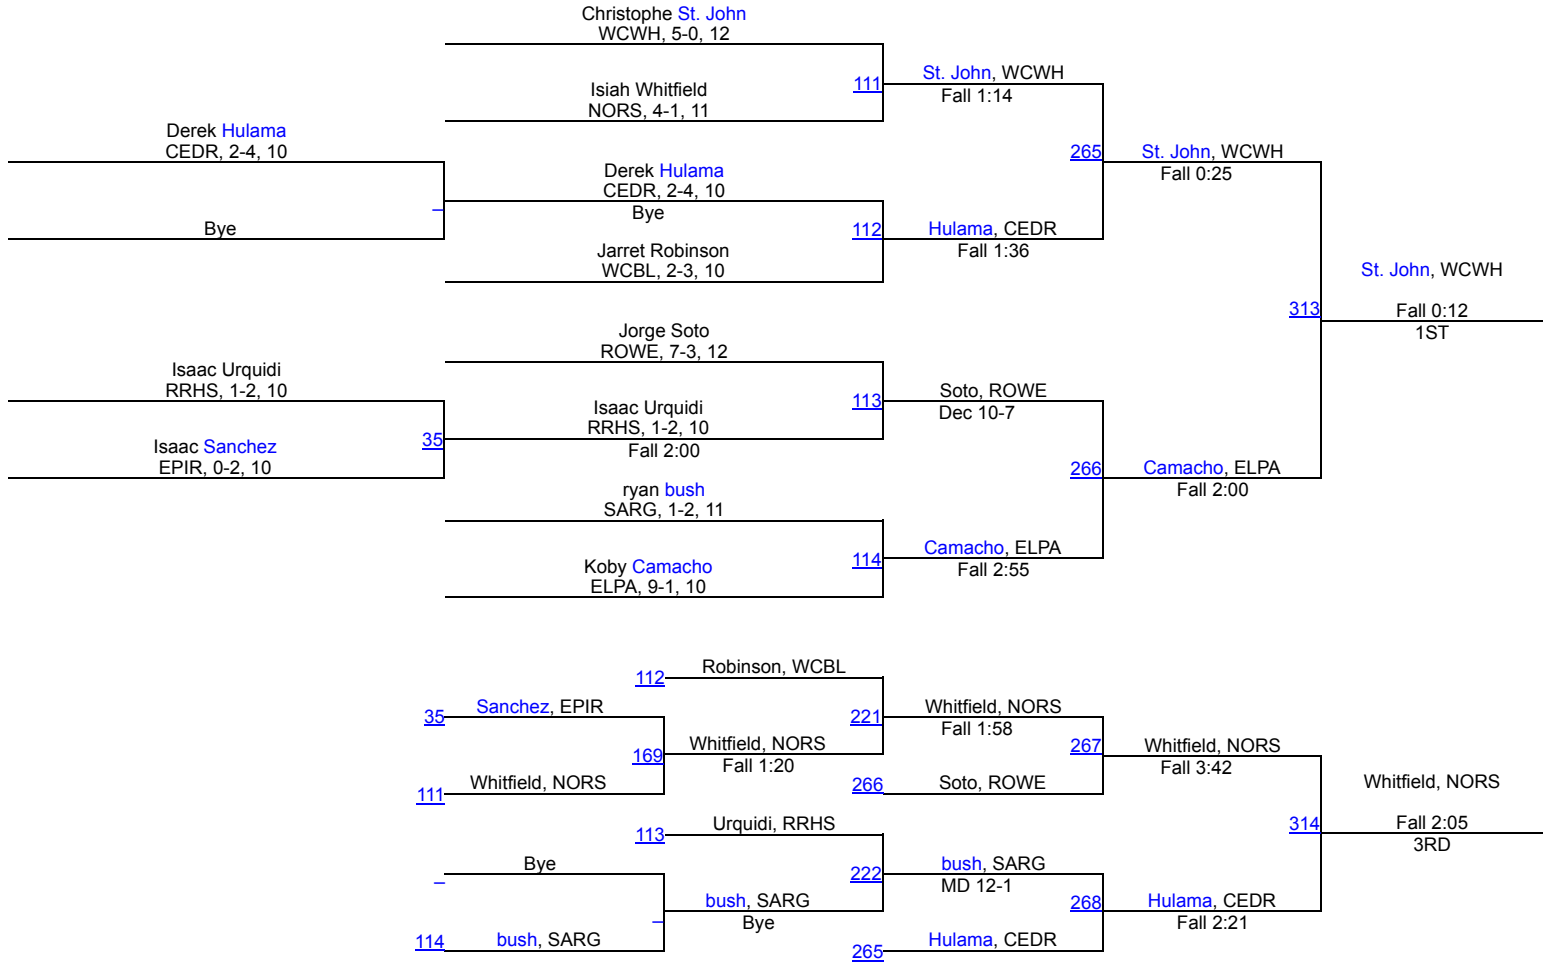 Christophe St. John
WCWH, 5-0, 12
Isiah Whitfield
NORS, 4-1, 11
111
St. John, WCWH
Fall 1:14
Derek Hulama
CEDR, 2-4, 10
Bye
_
Derek Hulama
CEDR, 2-4, 10
Bye
Jarret Robinson
WCBL, 2-3, 10
112
Hulama, CEDR
Fall 1:36
265
St. John, WCWH
Fall 0:25
Jorge Soto
ROWE, 7-3, 12
Isaac Urquidi
RRHS, 1-2, 10
Isaac Sanchez
EPIR, 0-2, 10
35
Isaac Urquidi
RRHS, 1-2, 10
Fall 2:00
113
Soto, ROWE
Dec 10-7
ryan bush
SARG, 1-2, 11
Koby Camacho
ELPA, 9-1, 10
114
Camacho, ELPA
Fall 2:55
266
Camacho, ELPA
Fall 2:00
313
St. John, WCWH
Fall 0:12
1ST
112
Robinson, WCBL
35
Sanchez, EPIR
111
Whitfield, NORS
169
Whitfield, NORS
Fall 1:20
221
Whitfield, NORS
Fall 1:58
266
Soto, ROWE
267
Whitfield, NORS
Fall 3:42
113
Urquidi, RRHS
_
Bye
114
bush, SARG
_
bush, SARG
Bye
222
bush, SARG
MD 12-1
265
Hulama, CEDR
268
Hulama, CEDR
Fall 2:21
314
Whitfield, NORS
Fall 2:05
3RD